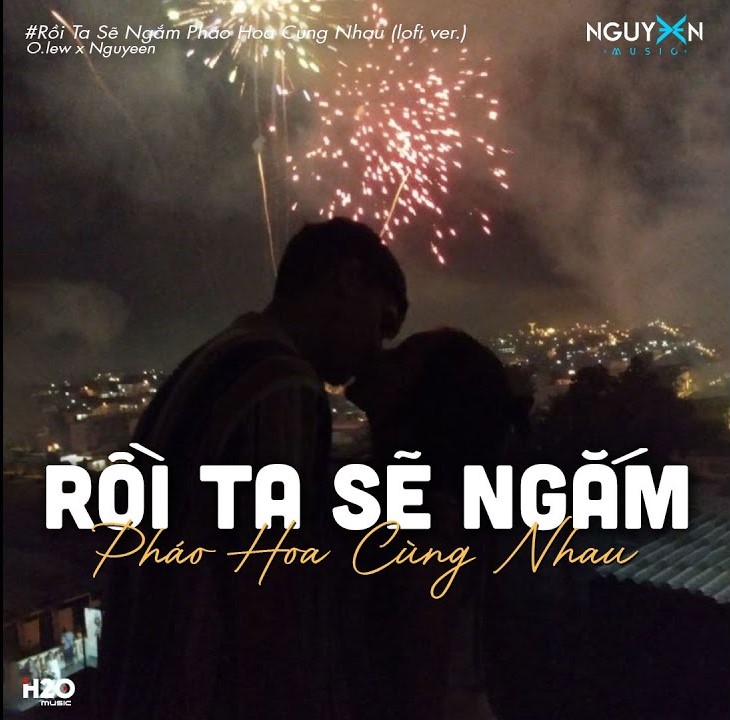 #Rồi Ta Sẽ Ngắm Pháo Hoa Cùng Nhau (lofi ver.)
O.lew x Nguyeen
NGUYEEN
MUSIC
RỒI TA SẼ NGẮM
Pháo Hoa Cùng Nhau
H2O
MUSIC